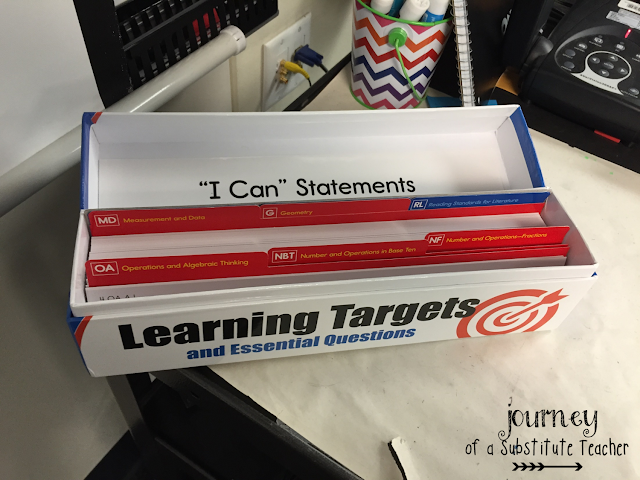 "I Can" Statements
MD Measurement and Data
G Geometry
RL Reading Standards for Literature
OA Operations and Algebraic Thinking
NBT Number and Operations in Base Ten
NF Number and Operations—Fractions
Learning Targets
and Essential Questions
journey
of a Substitute Teacher